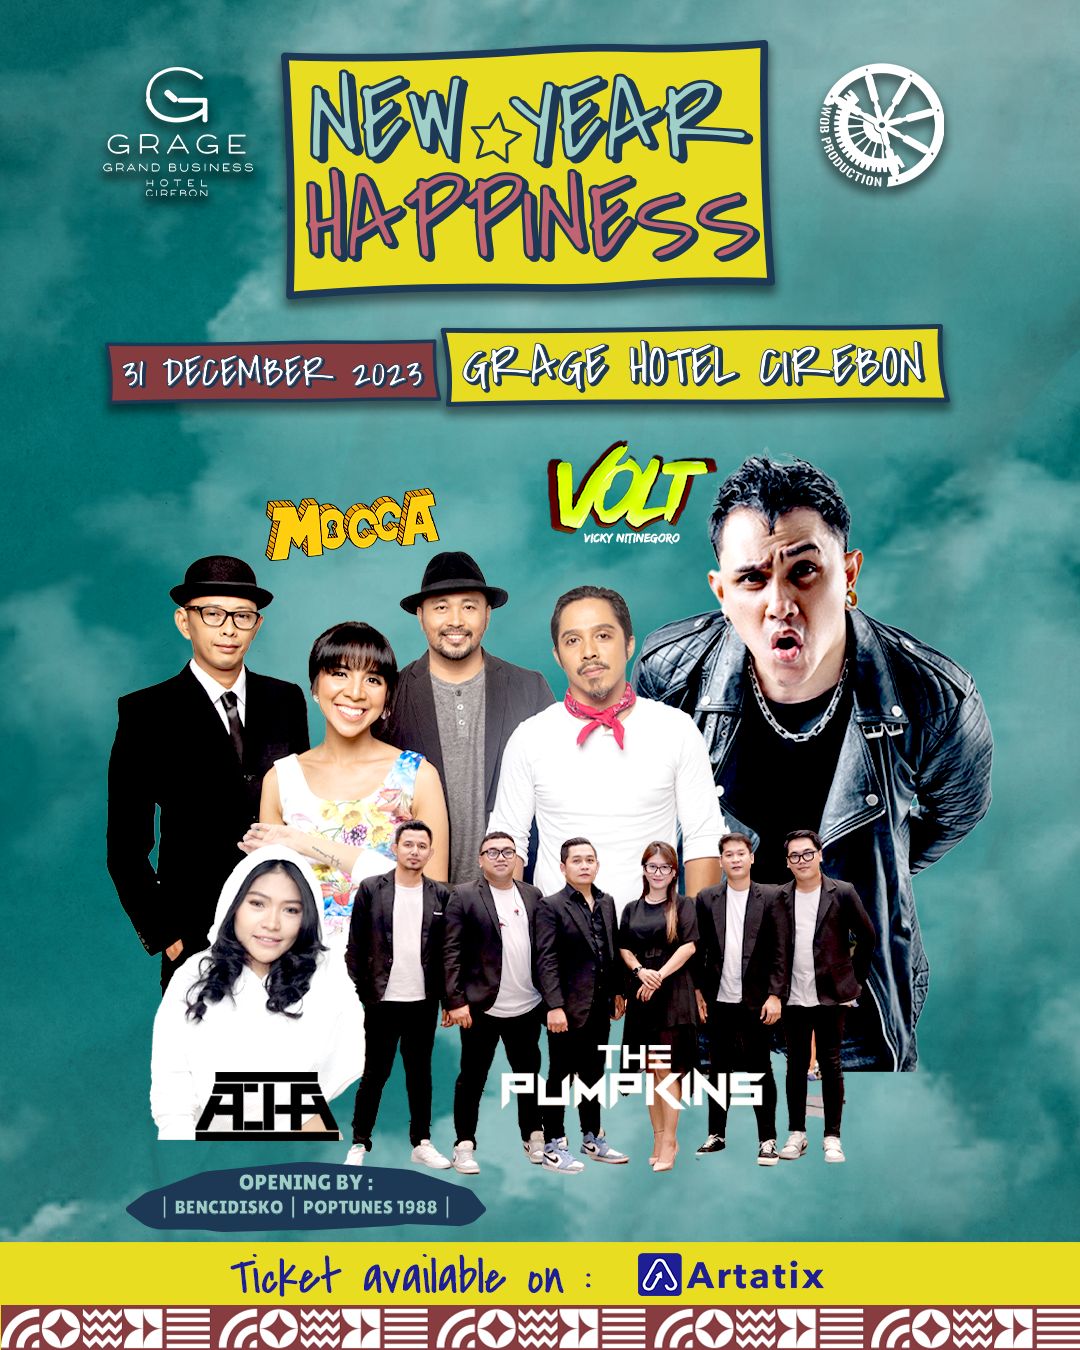 GRAGE
GRAND BUSINESS
HOTEL
CIREBON
NEW YEAR
HAPPINESS
WOB PRODUCTION
31 DECEMBER 2023
GRAGE HOTEL CIREBON
MOCCA
VOLT
VICKY NITINEGORO
ACHA
THE
PUMPKINS
OPENING BY :
| BENCIDISKO | POPTUNES 1988 |
Ticket available on :
Artatix